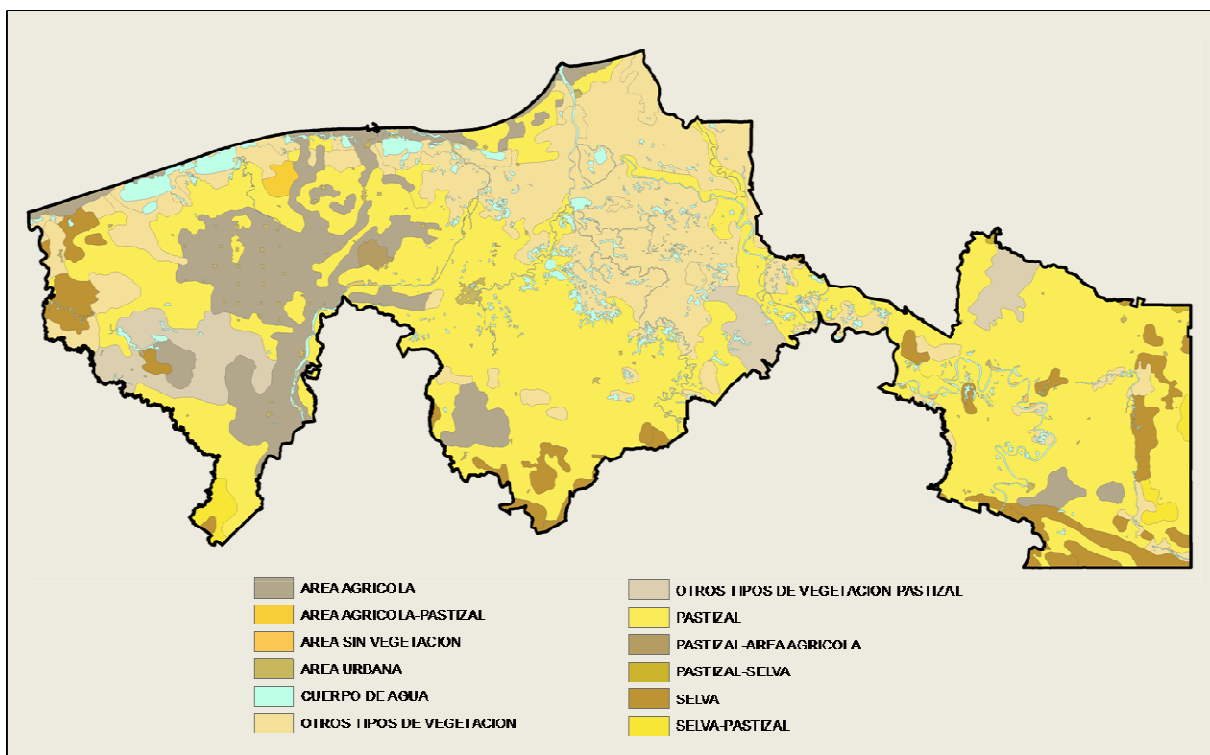 AREA AGRICOLA
AREA AGRICOLA-PASTIZAL
AREA SIN VEGETACION
AREA URBANA
CUERPO DE AGUA
OTROS TIPOS DE VEGETACION
OTROS TIPOS DE VEGETACION PASTIZAL
PASTIZAL
PASTIZAL-AREA AGRICOLA
PASTIZAL-SELVA
SELVA
SELVA-PASTIZAL